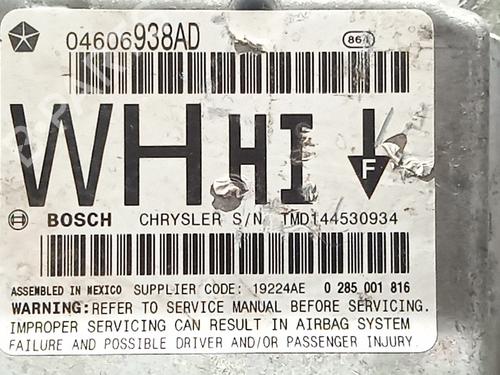 04606938AD
864
WH HI
F
BOSCH CHRYSLER S/N TMD144530934
ASSEMBLED IN MEXICO SUPPLIER CODE: 19224AE 0 285 001 816
WARNING: REFER TO SERVICE MANUAL BEFORE SERVICING.
IMPROPER SERVICING CAN RESULT IN AIRBAG SYSTEM
FAILURE AND POSSIBLE DRIVER AND/OR PASSENGER INJURY.